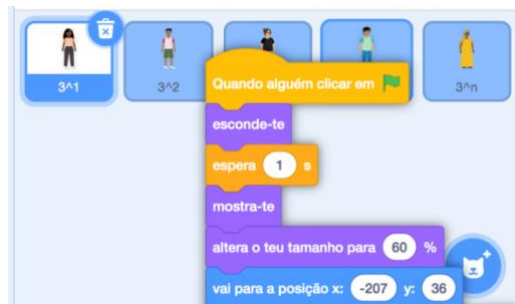 3^1
3^2
3^n
Quando alguém clicar em
esconde-te
espera 1 s
mostra-te
altera o teu tamanho para 60 %
vai para a posição x: -207 y: 36